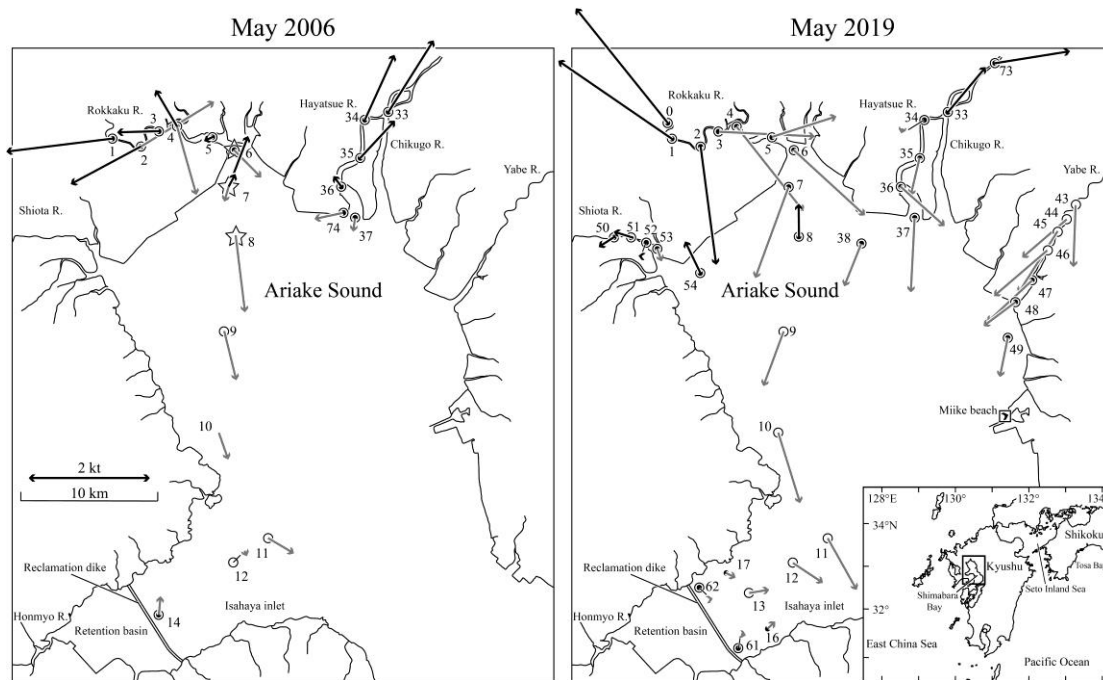 May 2006
Rokkaku R.
Hayatsue R.
Chikugo R.
Yabe R.
Shiota R.
1
2
3
4
5
6
7
8
33
34
35
36
74
37
Ariake Sound
9
10
2 kt
10 km
11
12
Reclamation dike
14
Honmyo R.
Retention basin
Isahaya inlet
May 2019
0
Rokkaku R.
1
2
3
4
5
6
7
8
73
Hayatsue R.
34
33
35
Chikugo R.
36
37
38
Yabe R.
43
44
45
46
47
48
49
Shiota R.
50
51
52
53
54
Ariake Sound
9
10
Miike beach
11
12
17
62
13
16
61
Reclamation dike
Honmyo R.
Retention basin
Isahaya inlet
128°E
130°
132°
134
34°N
32°
Shikoku
Kyushu
Tosa Ba
Shimabara
Bay
Seto Inland Sea
East China Sea
Pacific Ocean